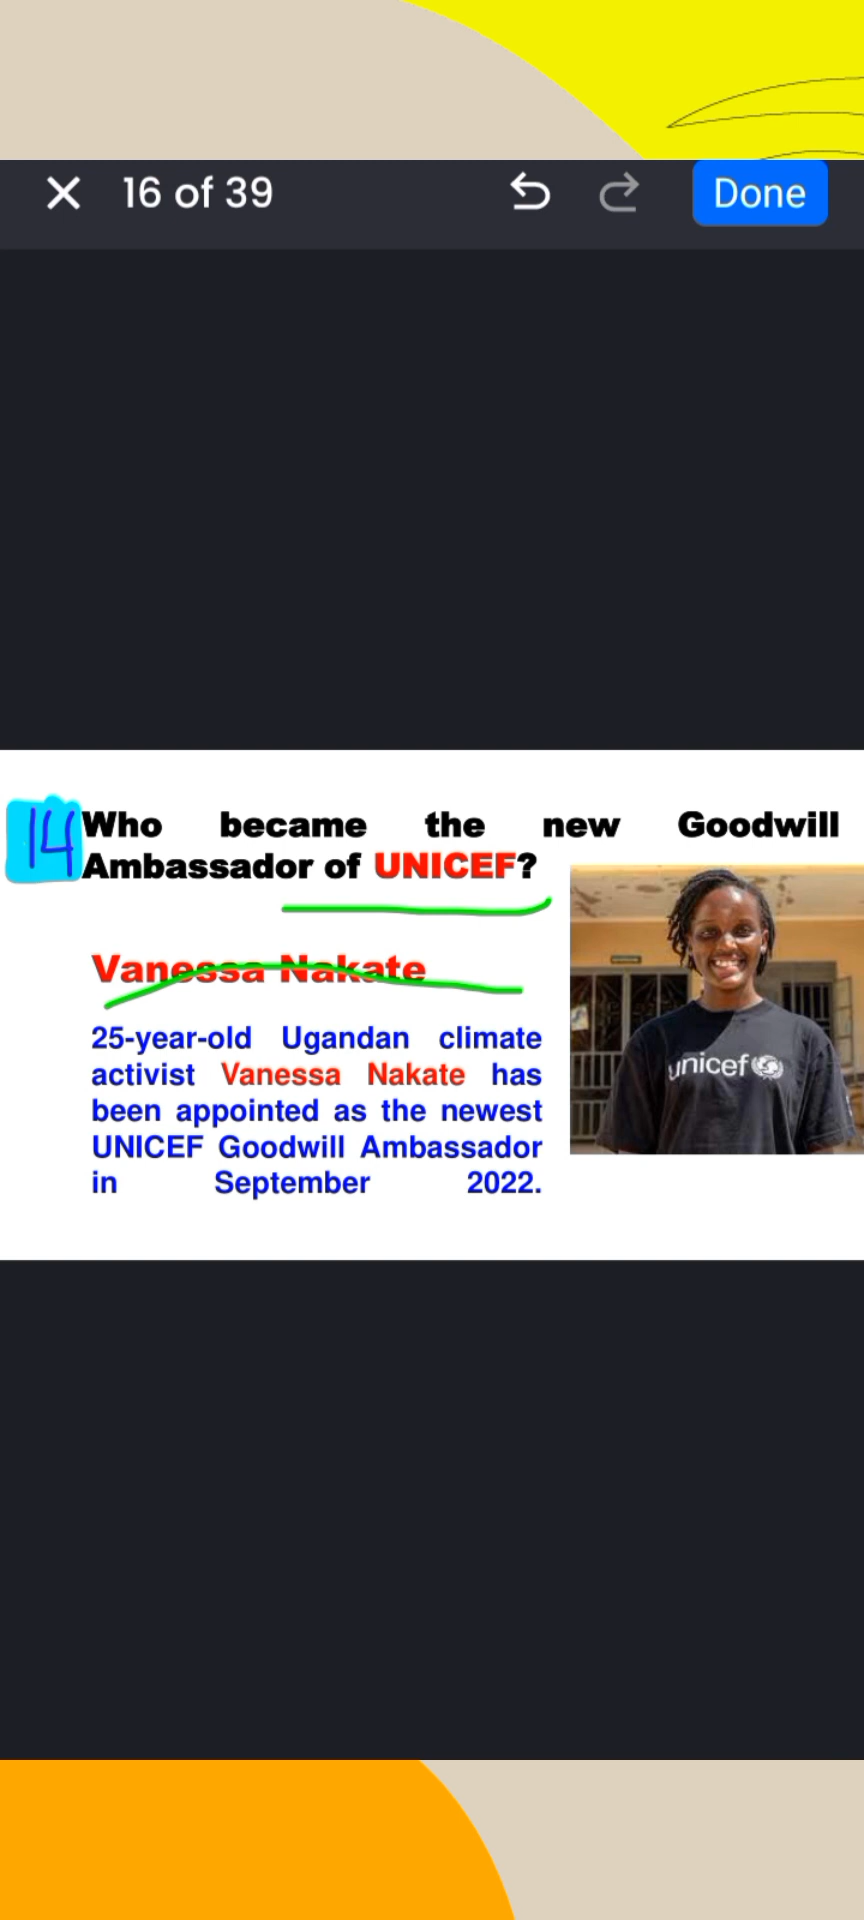 16 of 39
Done
14
Who became the new Goodwill
Ambassador of UNICEF?
Vanessa Nakate
25-year-old Ugandan climate
activist Vanessa Nakate has
been appointed as the newest
UNICEF Goodwill Ambassador
in September 2022.
unicef